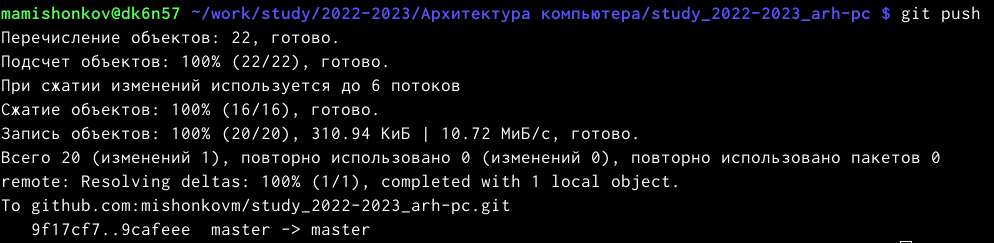 mamishonkov@dk6n57 ~/work/study/2022-2023/Архитектура компьютера/study_2022-2023_arh-pc $ git push
Перечисление объектов: 22, готово.
Подсчет объектов: 100% (22/22), готово.
При сжатии изменений используется до 6 потоков
Сжатие объектов: 100% (16/16), готово.
Запись объектов: 100% (20/20), 310.94 КиБ | 10.72 МиБ/с, готово.
Всего 20 (изменений 1), повторно использовано 0 (изменений 0), повторно использовано пакетов 0
remote: Resolving deltas: 100% (1/1), completed with 1 local object.
To github.com:mishonkovm/study_2022-2023_arh-pc.git
   9f17cf7..9cafeee  master -> master